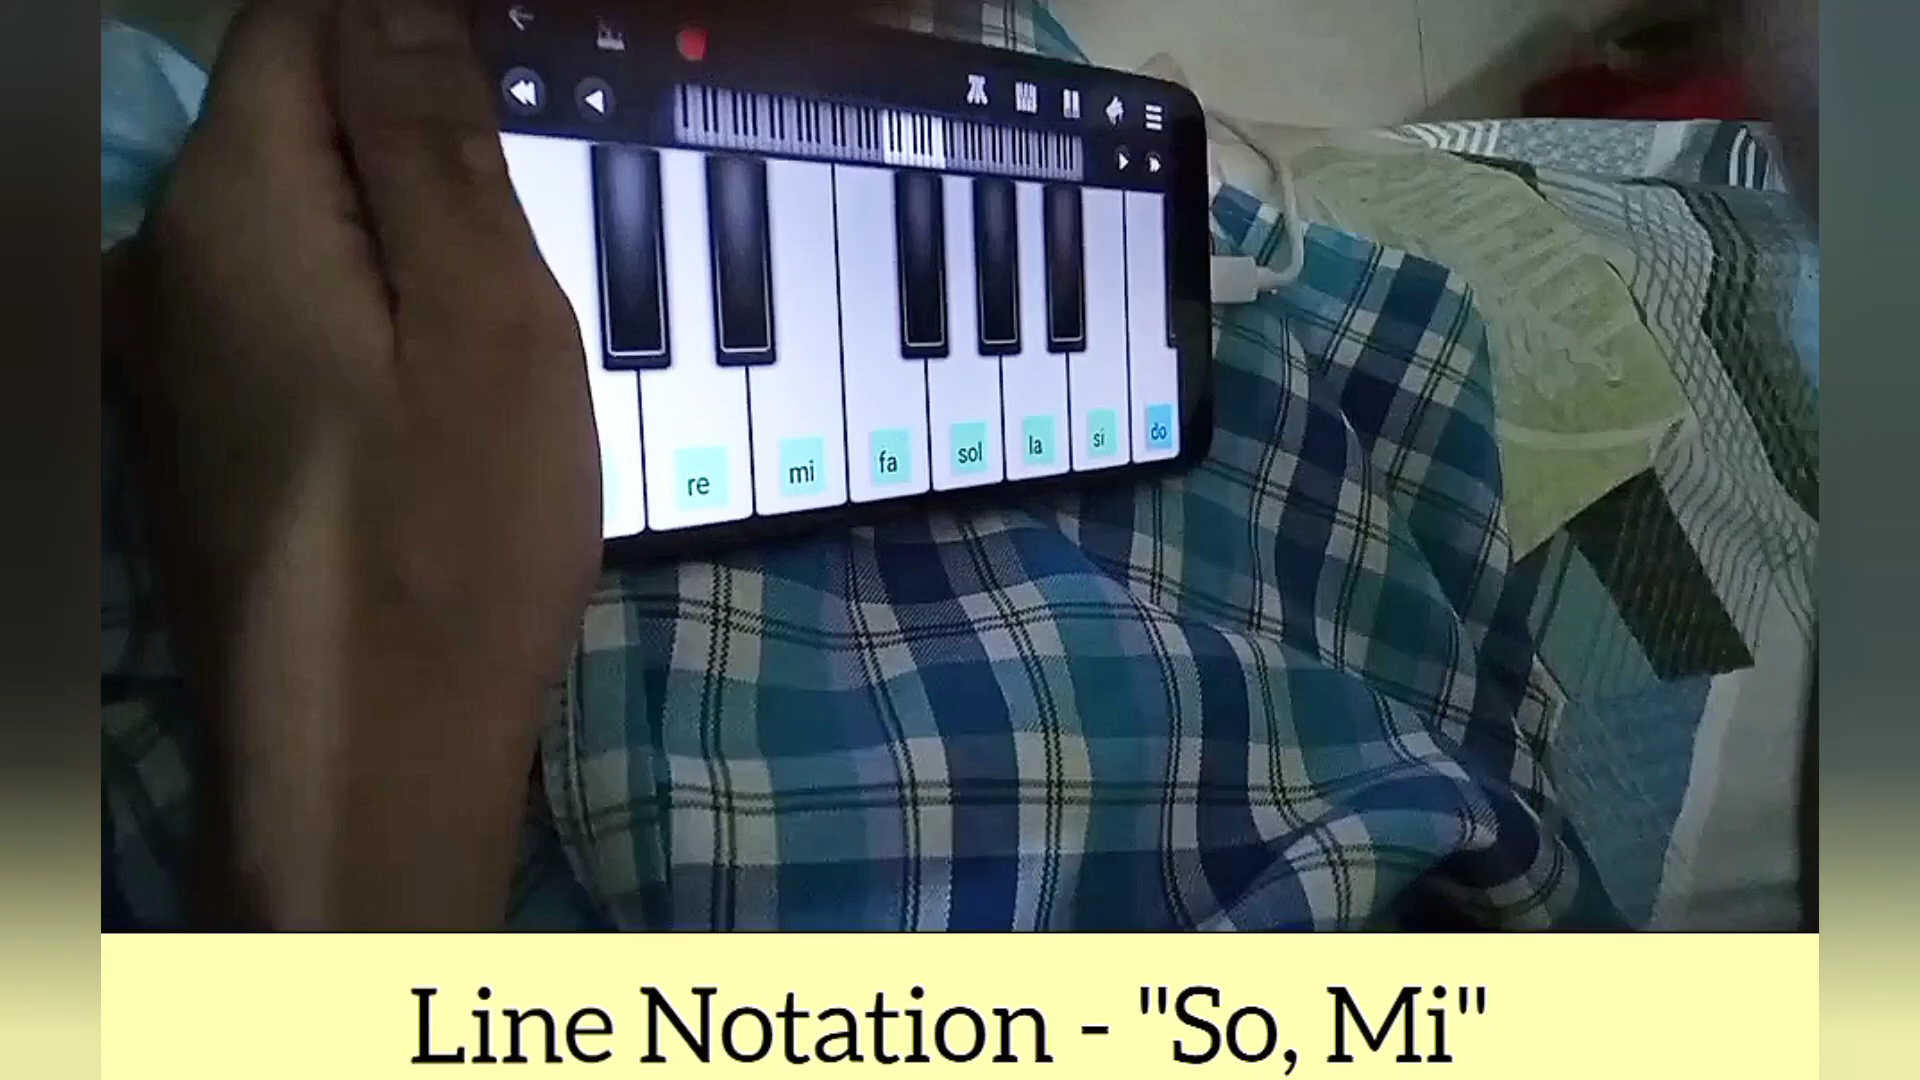 re mi fa sol la si do
Line Notation - "So, Mi"